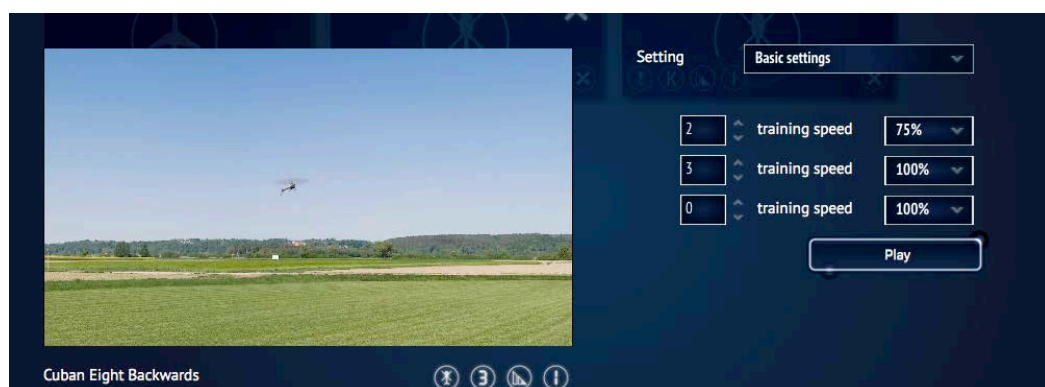 Setting Basic settings
2 training speed 75%
3 training speed 100%
0 training speed 100%
Play
Cuban Eight Backwards
3
K